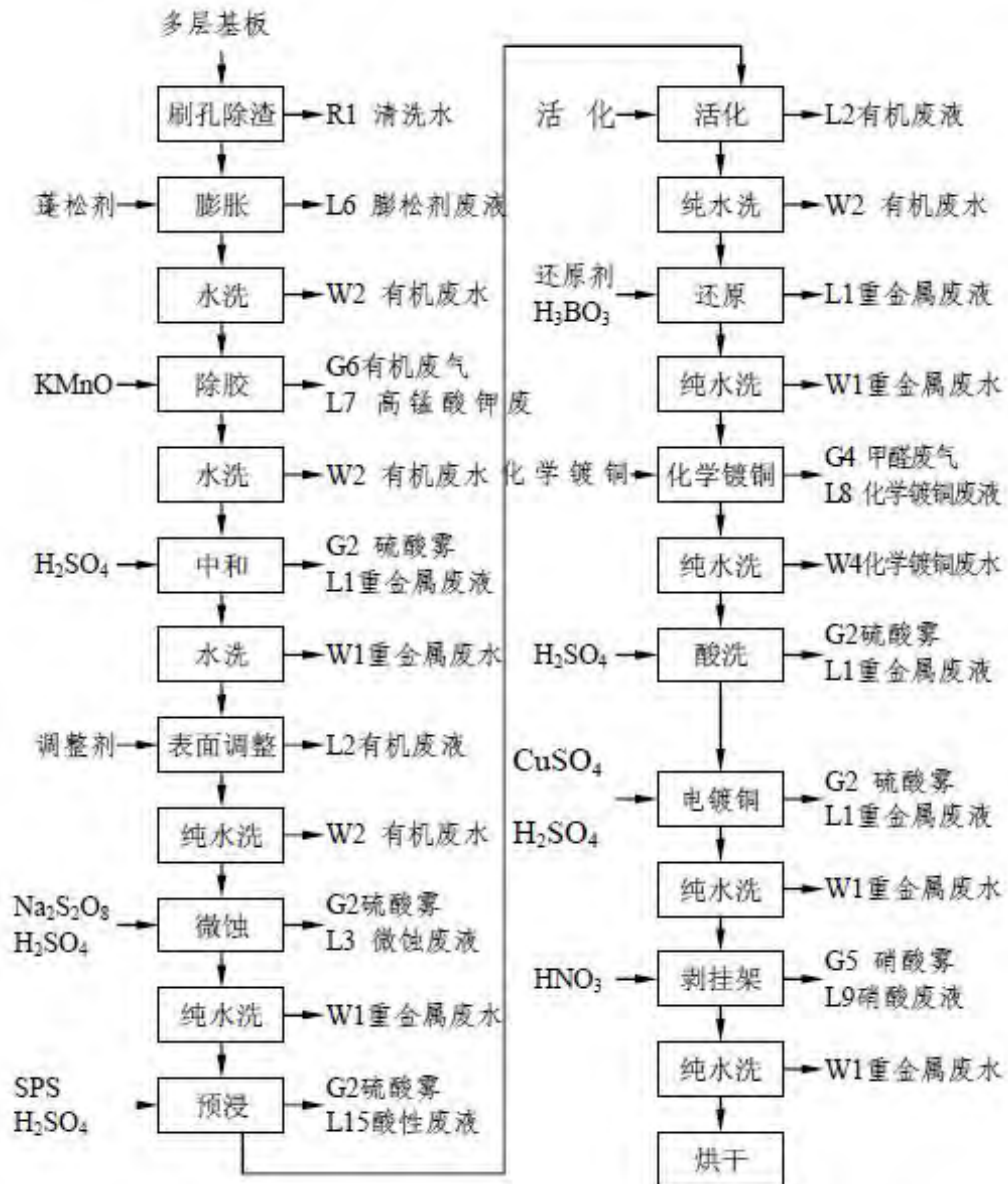 多层基板
刷孔除渣
R1 清洗水
蓬松剂
膨胀
L6 膨松剂废液
水洗
W2 有机废水
KMnO
除胶
G6有机废气
L7 高锰酸钾废
水洗
W2 有机废水
H₂SO₄
中和
G2 硫酸雾
L1重金属废液
水洗
W1重金属废水
调整剂
表面调整
L2有机废液
纯水洗
W2 有机废水
Na₂S₂O₈
H₂SO₄
微蚀
G2硫酸雾
L3 微蚀废液
纯水洗
W1重金属废水
SPS
H₂SO₄
预浸
G2硫酸雾
L15酸性废液
活 化
活化
L2有机废液
纯水洗
W2 有机废水
还原剂
H₃BO₃
还原
L1重金属废液
纯水洗
W1重金属废水
化学镀铜
化学镀铜
G4 甲醛废气
L8 化学镀铜废液
纯水洗
W4化学镀铜废水
H₂SO₄
酸洗
G2硫酸雾
L1重金属废液
CuSO₄
H₂SO₄
电镀铜
G2 硫酸雾
L1重金属废液
纯水洗
W1重金属废水
HNO₃
剥挂架
G5 硝酸雾
L9硝酸废液
纯水洗
W1重金属废水
烘干